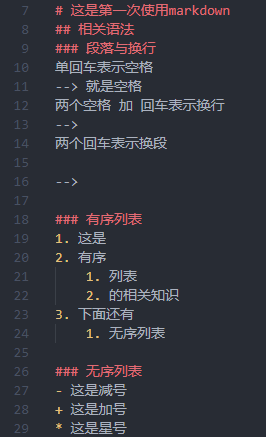 7 # 这是第一次使用markdown
8 ## 相关语法
9 ### 段落与换行
10 单回车表示空格
11 --> 就是空格
12 两个空格 加 回车表示换行
13 -->
14 两个回车表示换段
15
16 -->
17
18 ### 有序列表
19 1. 这是
20 2. 有序
21 1. 列表
22 2. 的相关知识
23 3. 下面还有
24 1. 无序列表
25
26 ### 无序列表
27 - 这是减号
28 + 这是加号
29 * 这是星号